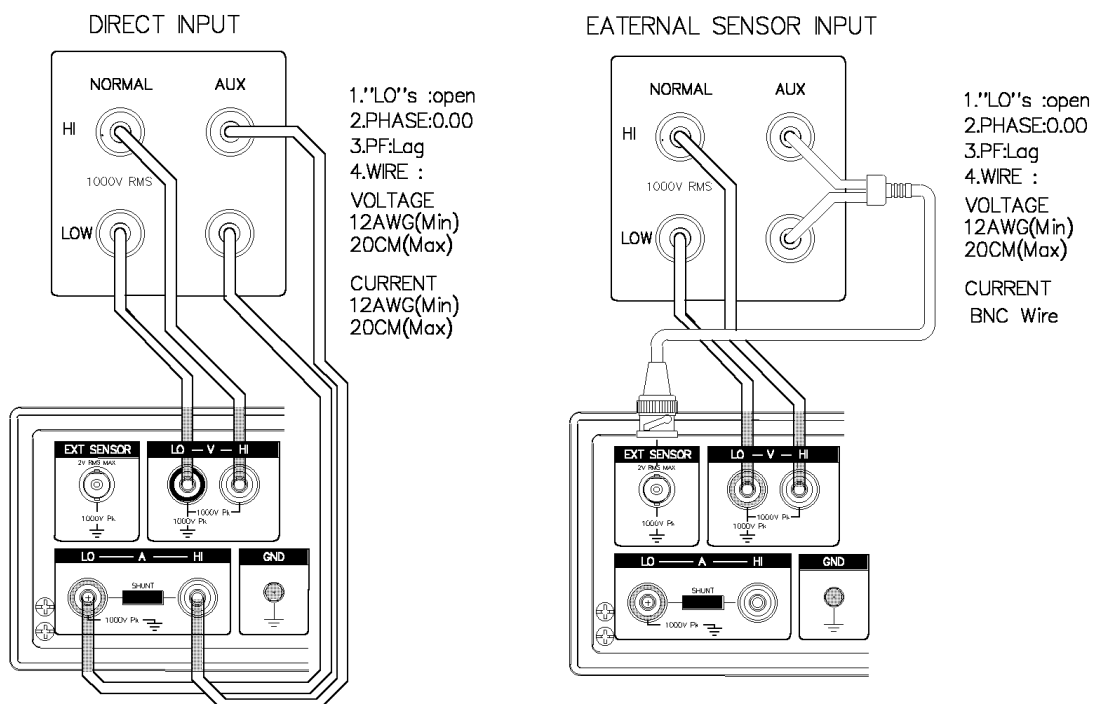 DIRECT INPUT
NORMAL AUX
HI
1000V RMS
LOW
1."LO"s :open
2.PHASE:0.00
3.PF:Lag
4.WIRE :
VOLTAGE
12AWG(Min)
20CM(Max)
CURRENT
12AWG(Min)
20CM(Max)
EXT SENSOR
2V RMS MAX
1000V Pk
LO — V — HI
1000V Pk
1000V Pk
LO — A — HI
SHUNT
1000V Pk
GND
EATERNAL SENSOR INPUT
NORMAL AUX
HI
1000V RMS
LOW
1."LO"s :open
2.PHASE:0.00
3.PF:Lag
4.WIRE :
VOLTAGE
12AWG(Min)
20CM(Max)
CURRENT
BNC Wire
EXT SENSOR
2V RMS MAX
1000V Pk
LO — V — HI
1000V Pk
1000V Pk
LO — A — HI
SHUNT
1000V Pk
GND